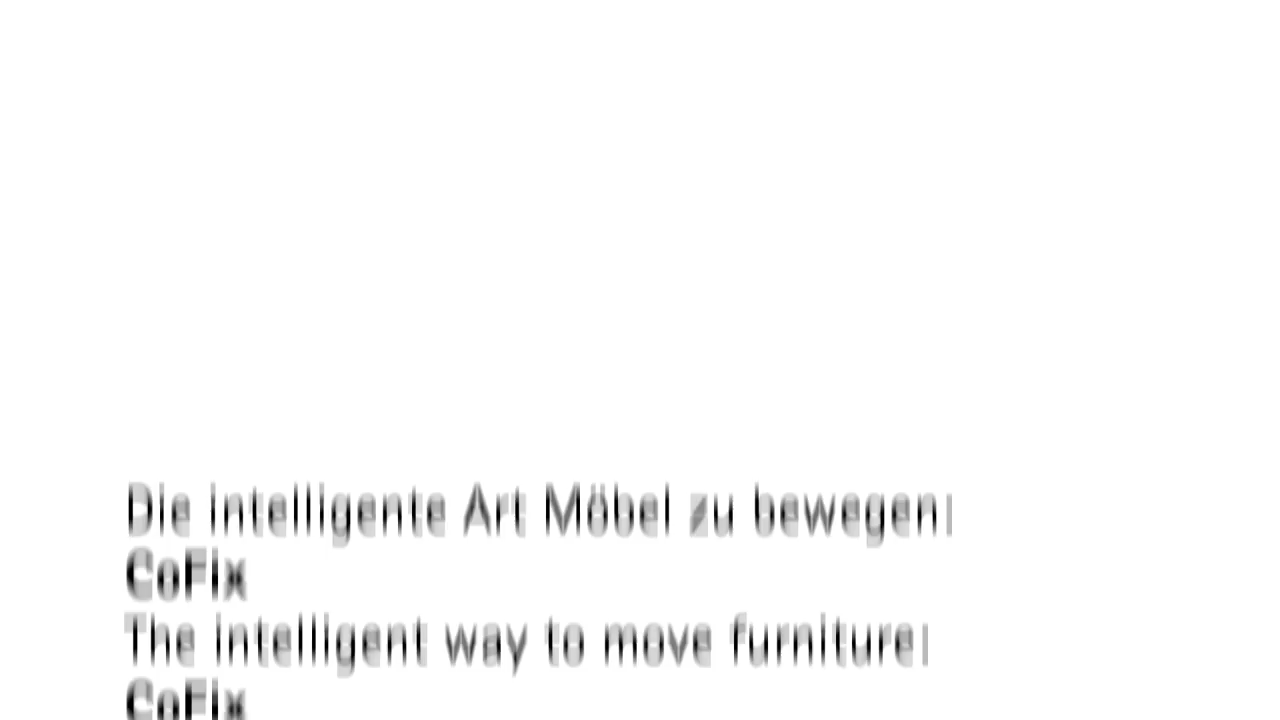 Die intelligente Art Möbel zu bewegen:
CoFix
The intelligent way to move furniture:
CoFix